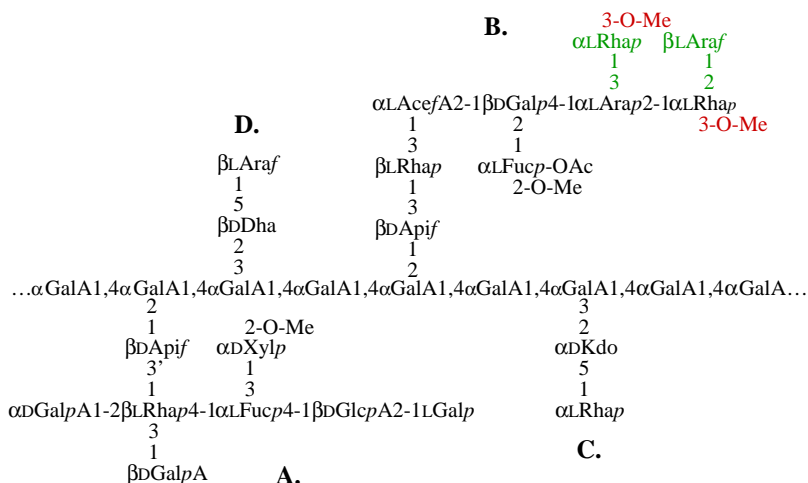 3-O-Me
B.
αLRhap βLAraf
1 1
3 2
αLAcefA2-1βDGalp4-1αLArap2-1αLRhap
D.
1 2 3-O-Me
3 1
βLAraf βLRhap αLFucp-OAc
1 1 2-O-Me
5 3
βDDha βDApif
2 1
3 2
…αGalA1,4αGalA1,4αGalA1,4αGalA1,4αGalA1,4αGalA1,4αGalA1,4αGalA1,4αGalA…
2 3
1 2-O-Me 2
βDApif αDXylp αDKdo
3’ 1 5
1 3 1
αDGalpA1-2βLRhap4-1αLFucp4-1βDGlcpA2-1LGalp αLRhap
3
1 C.
βDGalpA A.